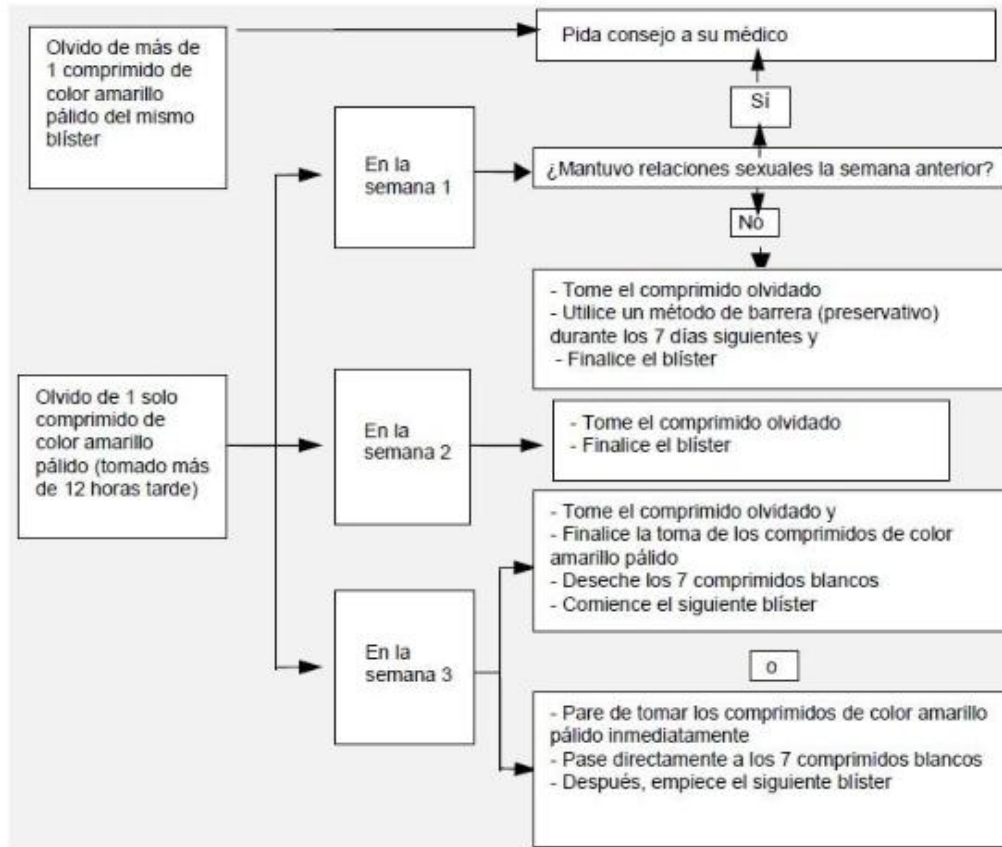 Olvido de más de
1 comprimido de
color amarillo
pálido del mismo
blíster
Pida consejo a su médico
Sí
En la
semana 1
¿Mantuvo relaciones sexuales la semana anterior?
No
- Tome el comprimido olvidado
- Utilice un método de barrera (preservativo)
durante los 7 días siguientes y
- Finalice el blíster
Olvido de 1 solo
comprimido de
color amarillo
pálido (tomado más
de 12 horas tarde)
En la
semana 2
- Tome el comprimido olvidado
- Finalice el blíster
En la
semana 3
- Tome el comprimido olvidado y
- Finalice la toma de los comprimidos de color
amarillo pálido
- Deseche los 7 comprimidos blancos
- Comience el siguiente blíster
o
- Pare de tomar los comprimidos de color amarillo
pálido inmediatamente
- Pase directamente a los 7 comprimidos blancos
- Después, empiece el siguiente blíster